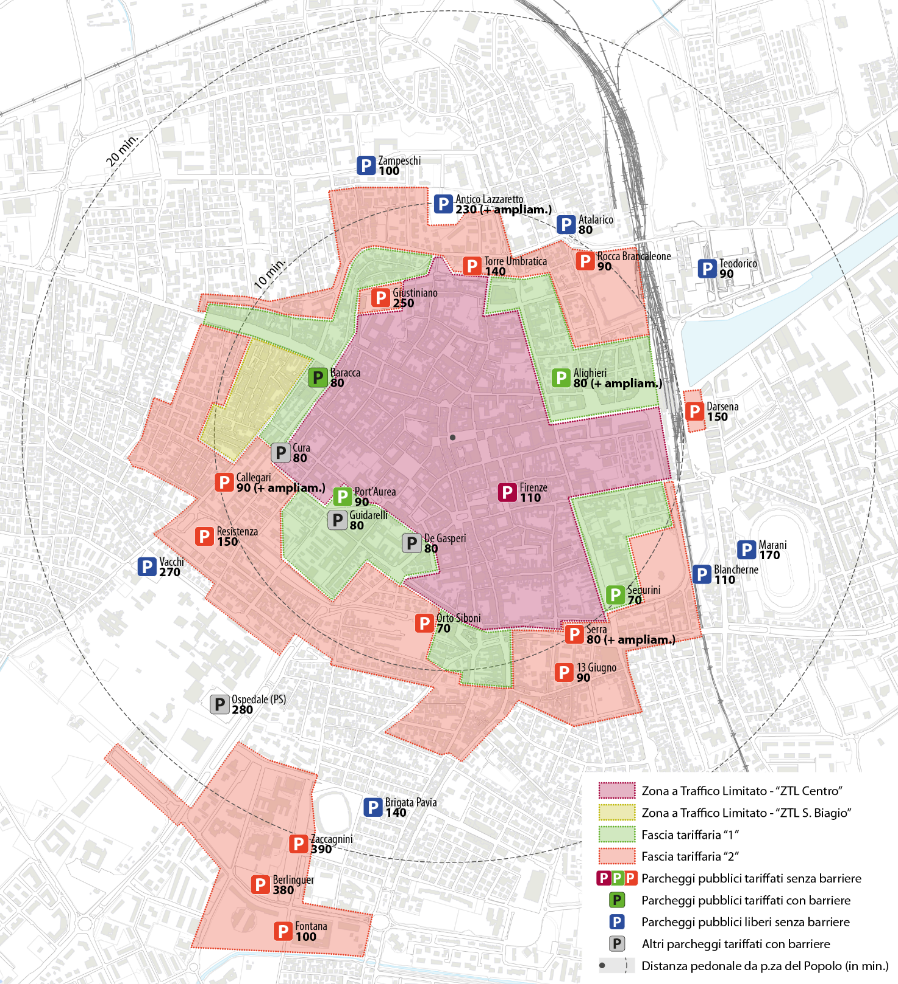 20 min.
P
Zampeschi
100
P
Antico Lazzaretto
230 (+ ampliam.)
P
Atalarico
80
10 min.
P
Torre Umbratica
140
P
Rocca Brancaleone
90
P
Teodorico
90
P
Giustiniano
250
P
Baracca
80
P
Alighieri
80 (+ ampliam.)
P
Darsena
150
P
Cura
80
P
Callegari
90 (+ ampliam.)
P
Port'Aurea
90
P
Firenze
110
P
Guidarelli
80
P
Resistenza
150
P
De Gasperi
80
P
Marani
170
P
Vacchi
270
P
Blancherne
110
P
Segurini
70
P
Orto Siboni
70
P
Serra
80 (+ ampliam.)
P
13 Giugno
90
P
Ospedale (PS)
280
P
Brigata Pavia
140
P
Zaccagnini
390
P
Berlinguer
380
P
Fontana
100
Zona a Traffico Limitato - "ZTL Centro"
Zona a Traffico Limitato - "ZTL S. Biagio"
Fascia tariffaria "1"
Fascia tariffaria "2"
P P P Parcheggi pubblici tariffati senza barriere
P Parcheggi pubblici tariffati con barriere
P Parcheggi pubblici liberi senza barriere
P Altri parcheggi tariffati con barriere
Distanza pedonale da p.za del Popolo (in min.)